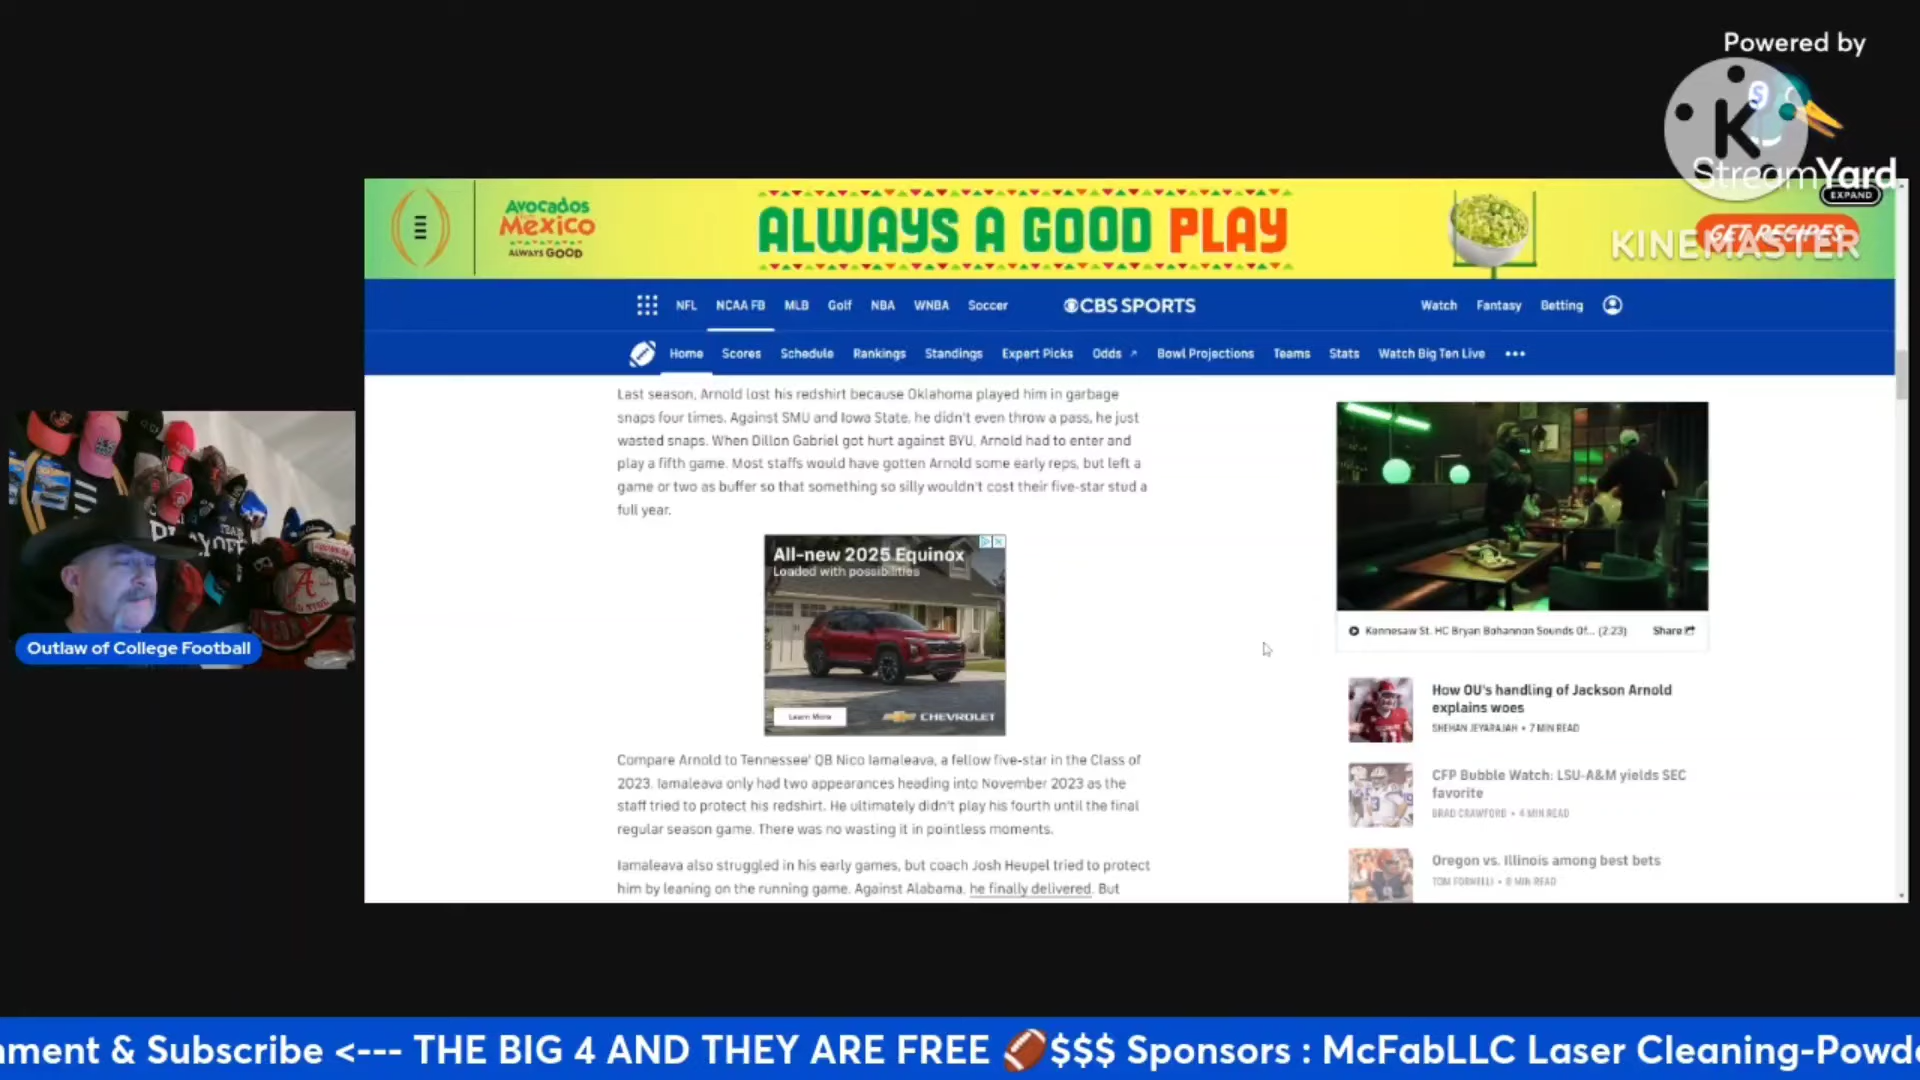 Powered by
StreamYard
KINEMASTER
EXPAND
Avocados
Mexico
ALWAYS GOOD
ALWAYS A GOOD PLAY
GET RECIPES
NFL NCAA FB MLB Golf NBA WNBA Soccer
CBS SPORTS
Watch Fantasy Betting
Home Scores Schedule Rankings Standings Expert Picks Odds Bowl Projections Teams Stats Watch Big Ten Live •••
Last season, Arnold lost his redshirt because Oklahoma played him in garbage
snaps four times. Against SMU and Iowa State, he didn't even throw a pass, he just
wasted snaps. When Dillon Gabriel got hurt against BYU, Arnold had to enter and
play a fifth game. Most staffs would have gotten Arnold some early reps, but left a
game or two as buffer so that something so silly wouldn't cost their five-star stud a
full year.
All-new 2025 Equinox
Loaded with possibilities
Learn More
CHEVROLET
Compare Arnold to Tennessee' QB Nico Iamaleava, a fellow five-star in the Class of
2023. Iamaleava only had two appearances heading into November 2023 as the
staff tried to protect his redshirt. He ultimately didn't play his fourth until the final
regular season game. There was no wasting it in pointless moments.
Iamaleava also struggled in his early games, but coach Josh Heupel tried to protect
him by leaning on the running game. Against Alabama, he finally delivered. But
Kennesaw St. HC Bryan Bohannon Sounds Of... (2:23)
Share
How OU's handling of Jackson Arnold
explains woes
SHEHAN JEYARAJAH • 7 MIN READ
CFP Bubble Watch: LSU-A&M yields SEC
favorite
BRAD CRAWFORD • 4 MIN READ
Oregon vs. Illinois among best bets
TOM FORNELLI • 8 MIN READ
Outlaw of College Football
mment & Subscribe <--- THE BIG 4 AND THEY ARE FREE 🏈$$$ Sponsors : McFabLLC Laser Cleaning-Powd